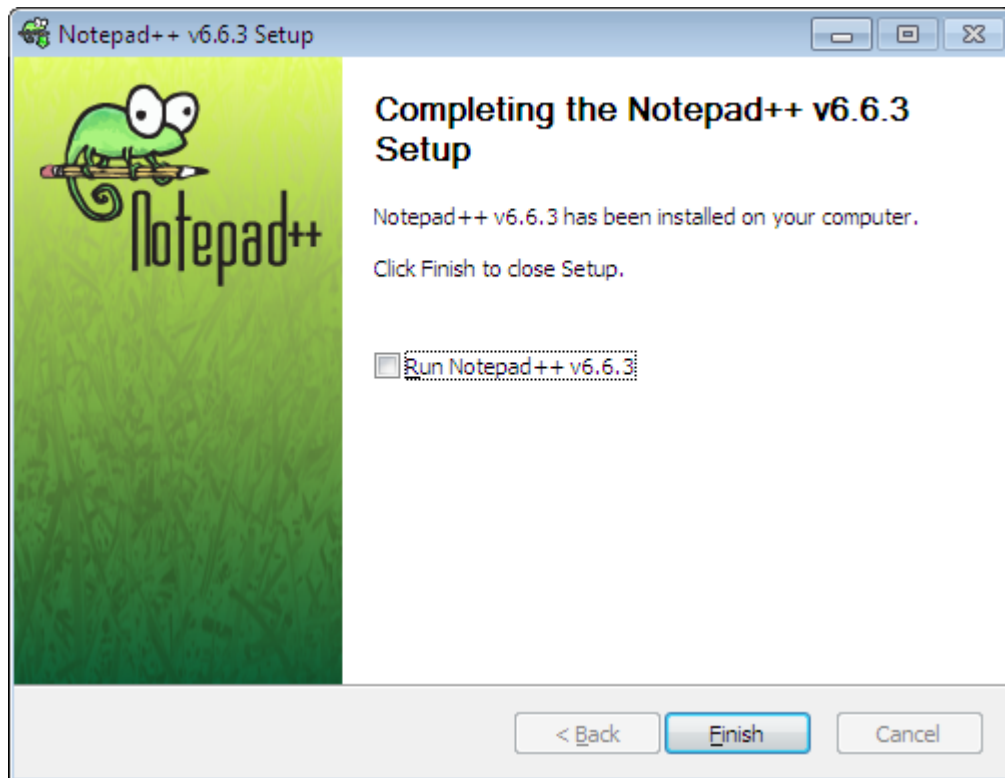 Notepad++ v6.6.3 Setup
Notepad++
Completing the Notepad++ v6.6.3
Setup
Notepad++ v6.6.3 has been installed on your computer.
Click Finish to close Setup.
Run Notepad++ v6.6.3
< Back
Finish
Cancel